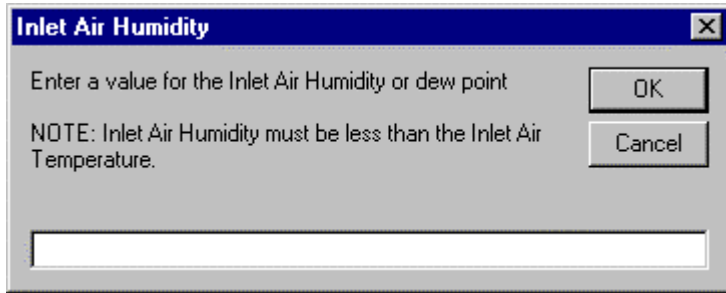 Inlet Air Humidity
Enter a value for the Inlet Air Humidity or dew point
OK
NOTE: Inlet Air Humidity must be less than the Inlet Air
Temperature.
Cancel